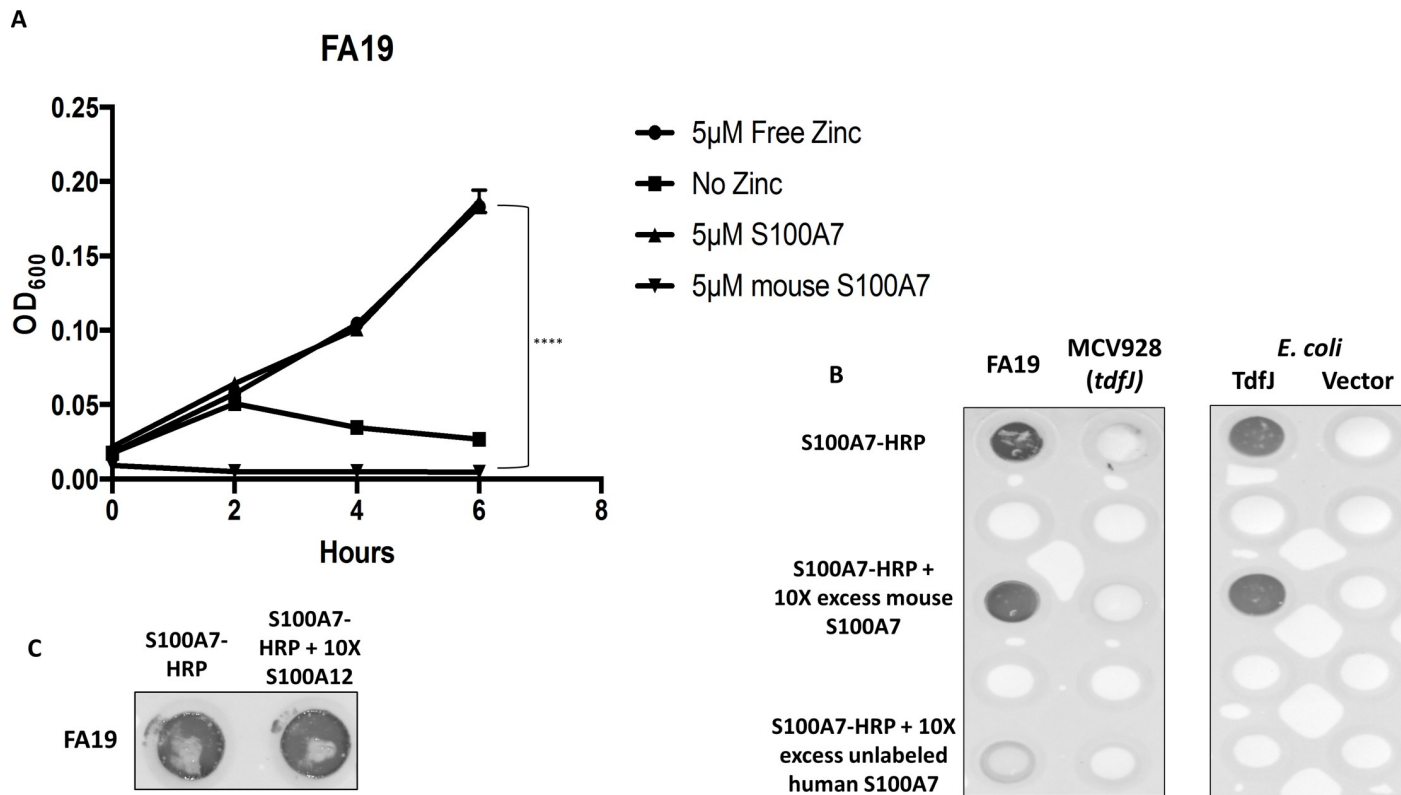 A
FA19
0.25
0.20
0.15
0.10
0.05
0.00
OD600
0
2
4
6
8
Hours
****
5µM Free Zinc
No Zinc
5µM S100A7
5µM mouse S100A7
B
FA19
MCV928
(tdfJ)
E. coli
TdfJ
Vector
S100A7-HRP
S100A7-HRP +
10X excess mouse
S100A7
S100A7-HRP + 10X
excess unlabeled
human S100A7
C
S100A7-
HRP
S100A7-
HRP + 10X
S100A12
FA19